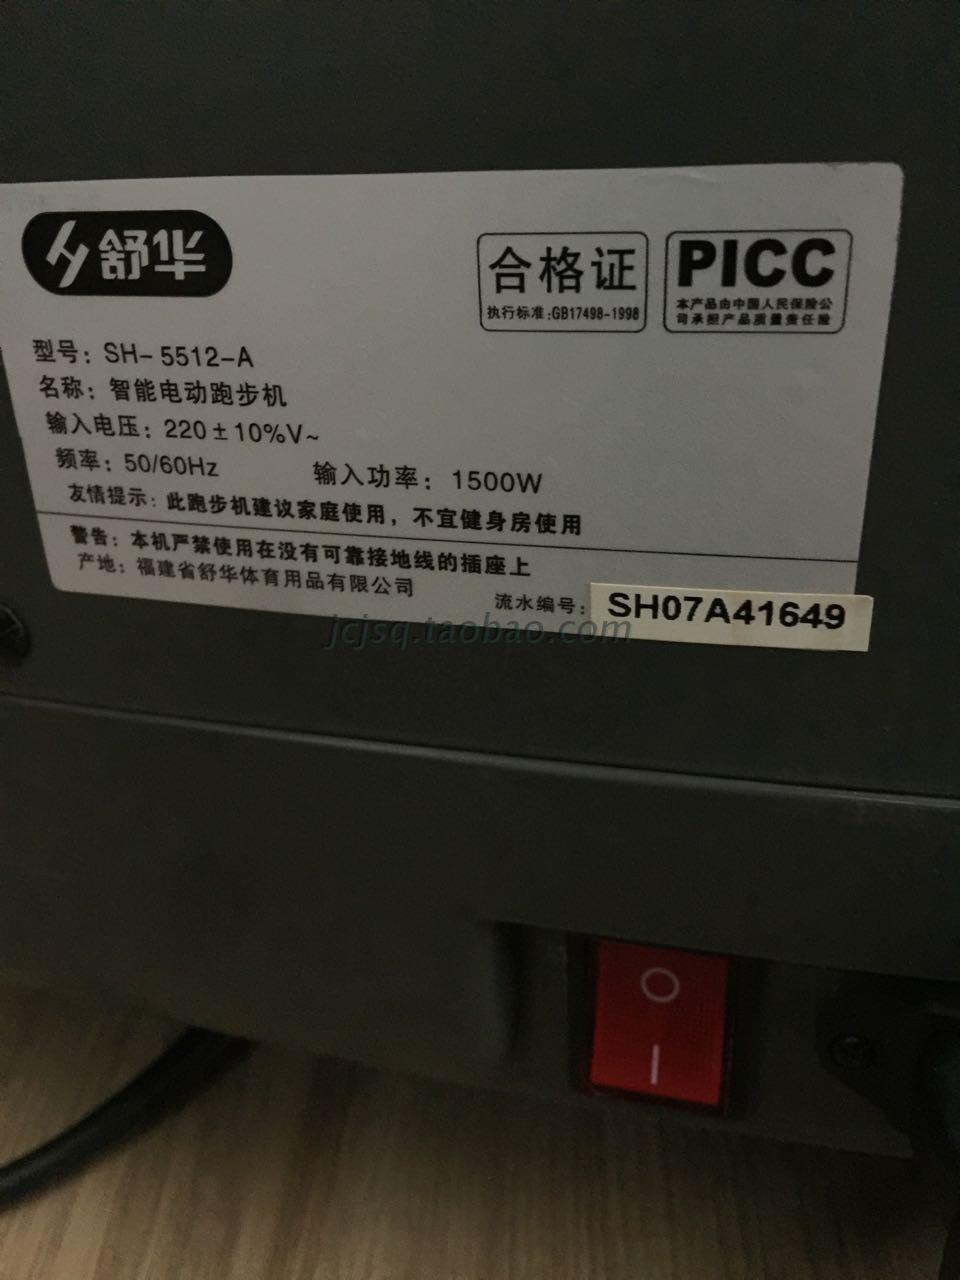 舒华
合格证
执行标准:GB17498-1998
PICC
本产品由中国人民保险公
司承担产品质量责任险
型号: SH-5512-A
名称: 智能电动跑步机
输入电压: 220±10%V~
频率: 50/60Hz 输入功率: 1500W
友情提示: 此跑步机建议家庭使用，不宜健身房使用
警告: 本机严禁使用在没有可靠接地线的插座上
产地: 福建省舒华体育用品有限公司
流水编号: SH07A41649
jcjsq.taobao.com